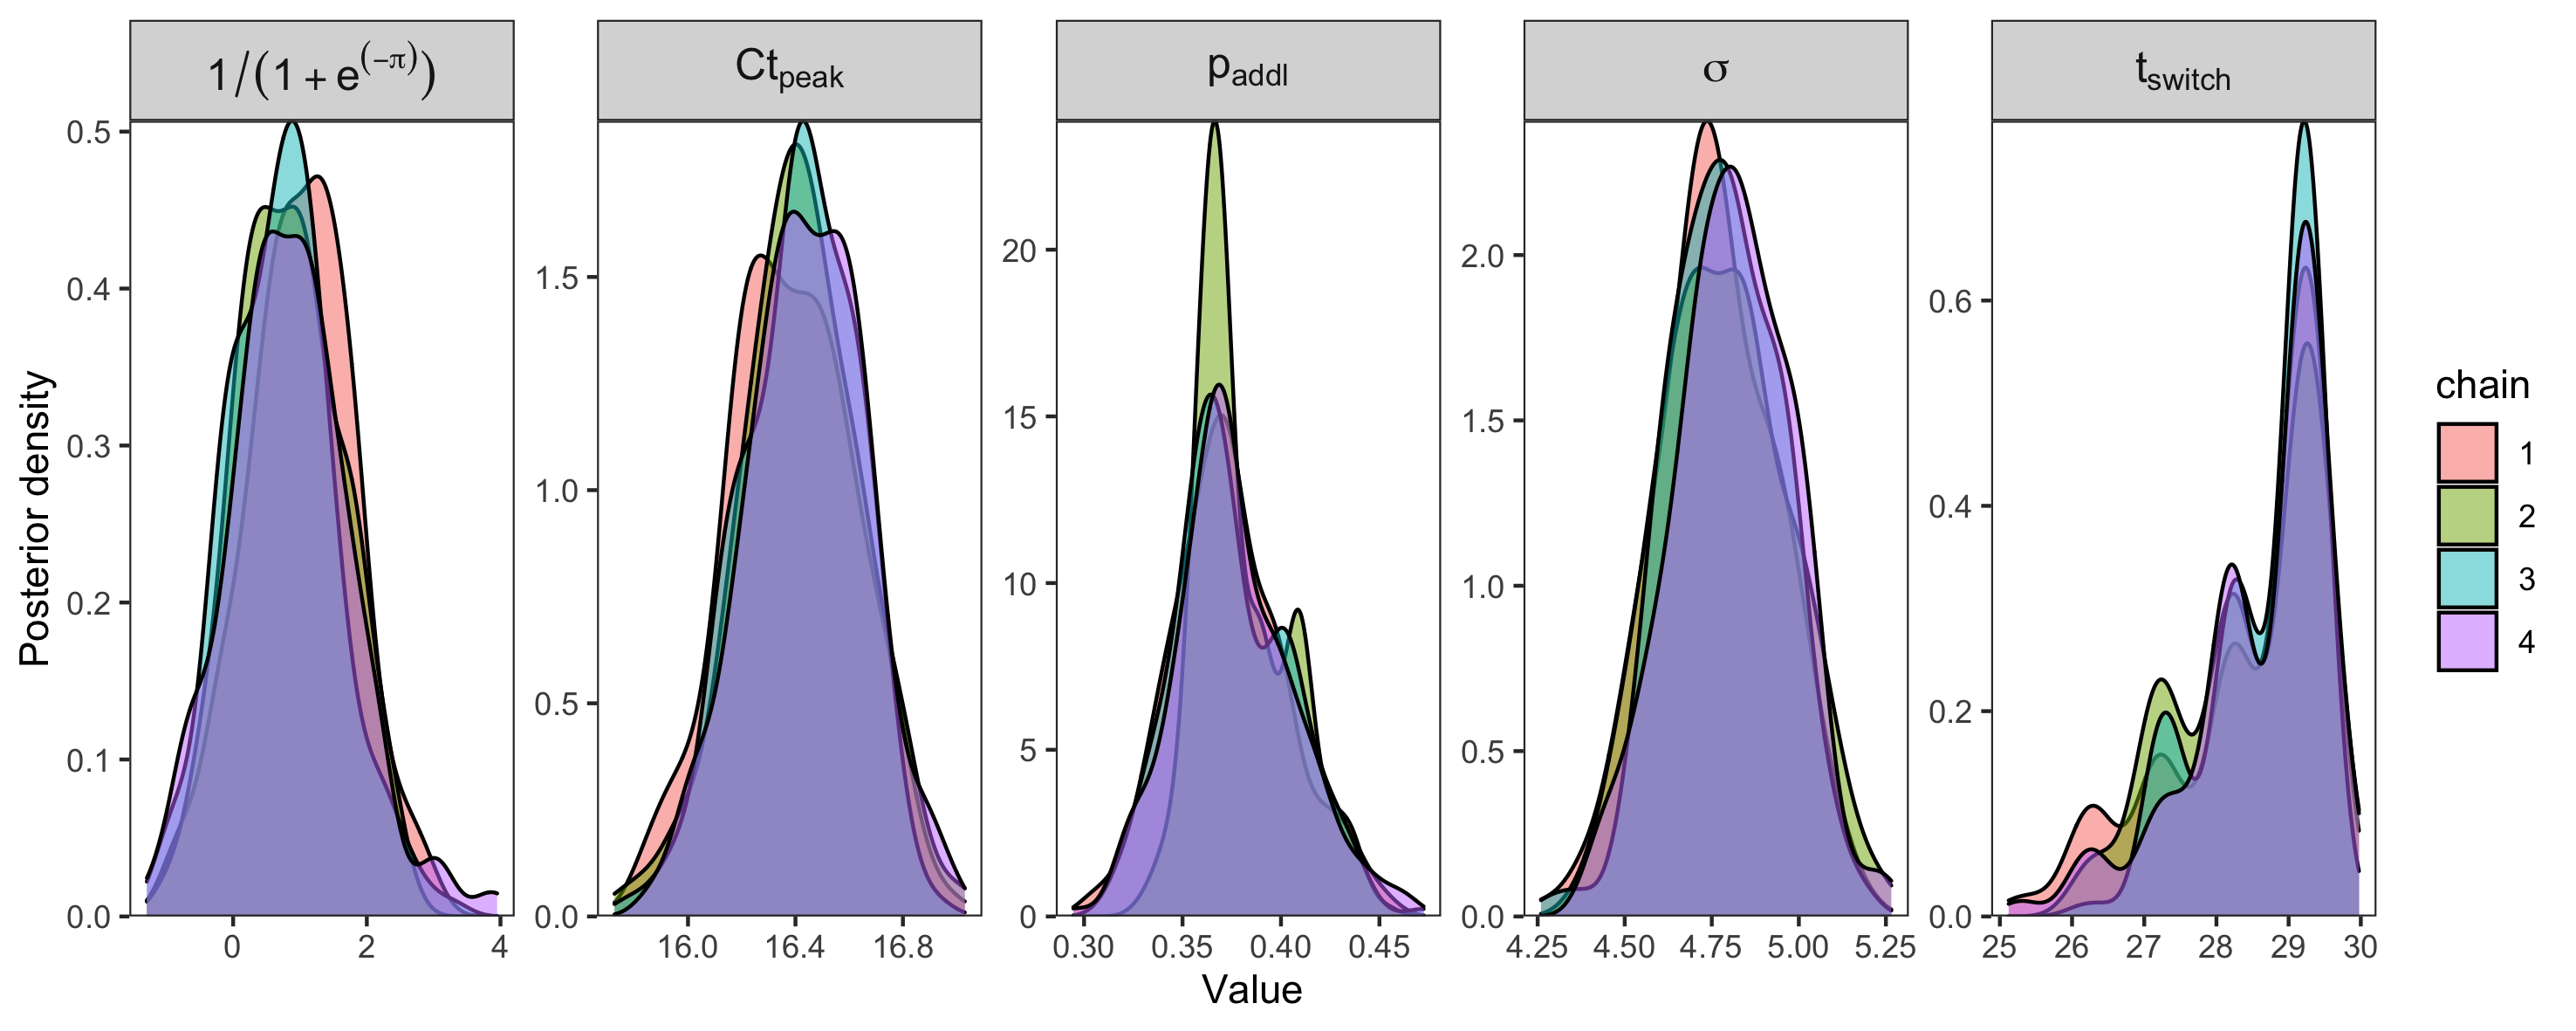 1/(1 + e^(−π))
Ct_peak
p_addl
σ
t_switch
Posterior density
0.5
0.4
0.3
0.2
0.1
0.0
1.5
1.0
0.5
0.0
20
15
10
5
0
2.0
1.5
1.0
0.5
0.0
0.6
0.4
0.2
0.0
0 2 4
16.0 16.4 16.8
0.30 0.35 0.40 0.45
4.25 4.50 4.75 5.00 5.25
25 26 27 28 29 30
Value
chain
1
2
3
4